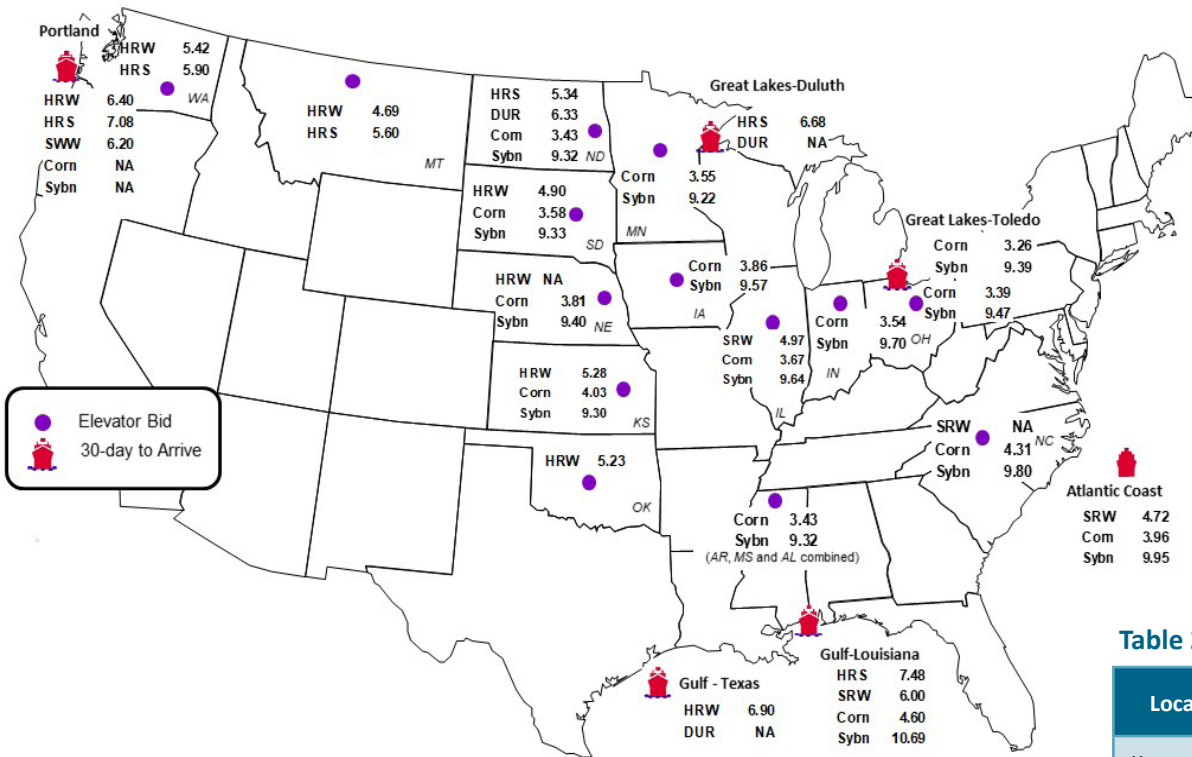 Portland
HRW 5.42
HRS 5.90
WA
HRW 6.40
HRS 7.08
SWW 6.20
Corn NA
Sybn NA
HRW 4.69
HRS 5.60
MT
HRS 5.34
DUR 6.33
Corn 3.43
Sybn 9.32 ND
Great Lakes-Duluth
HRS 6.68
DUR NA
Corn 3.55
Sybn 9.22
MN
HRW 4.90
Corn 3.58
Sybn 9.33
SD
Great Lakes-Toledo
Corn 3.26
Sybn 9.39
HRW NA
Corn 3.81
Sybn 9.40 NE
Corn 3.86
Sybn 9.57
IA
SRW 4.97
Corn 3.67
Sybn 9.64
IL
Corn 3.54
Sybn 9.70
IN
Corn 3.39
Sybn 9.47
OH
HRW 5.28
Corn 4.03
Sybn 9.30
KS
Elevator Bid
30-day to Arrive
HRW 5.23
OK
SRW NA
Corn 4.31
Sybn 9.80
NC
Corn 3.43
Sybn 9.32
(AR, MS and AL combined)
Atlantic Coast
SRW 4.72
Corn 3.96
Sybn 9.95
Gulf - Texas
HRW 6.90
DUR NA
Gulf-Louisiana
HRS 7.48
SRW 6.00
Corn 4.60
Sybn 10.69
Table
Loca